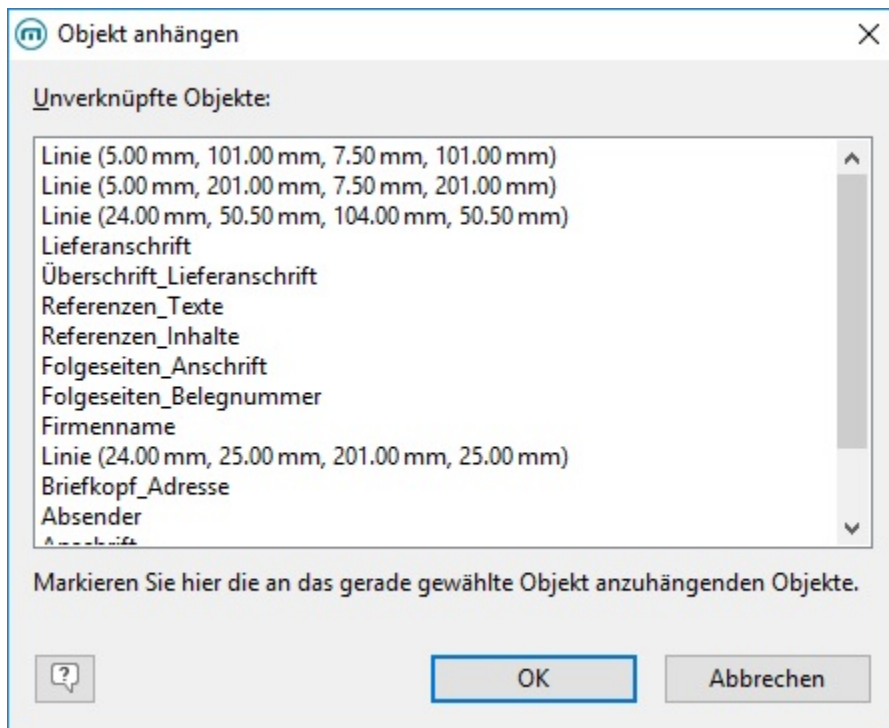 Objekt anhängen
Unverknüpfte Objekte:
Linie (5.00 mm, 101.00 mm, 7.50 mm, 101.00 mm)
Linie (5.00 mm, 201.00 mm, 7.50 mm, 201.00 mm)
Linie (24.00 mm, 50.50 mm, 104.00 mm, 50.50 mm)
Lieferanschrift
Überschrift_Lieferanschrift
Referenzen_Texte
Referenzen_Inhalte
Folgeseiten_Anschrift
Folgeseiten_Belegnummer
Firmenname
Linie (24.00 mm, 25.00 mm, 201.00 mm, 25.00 mm)
Briefkopf_Adresse
Absender
Anschrift
Markieren Sie hier die an das gerade gewählte Objekt anzuhängenden Objekte.
OK
Abbrechen